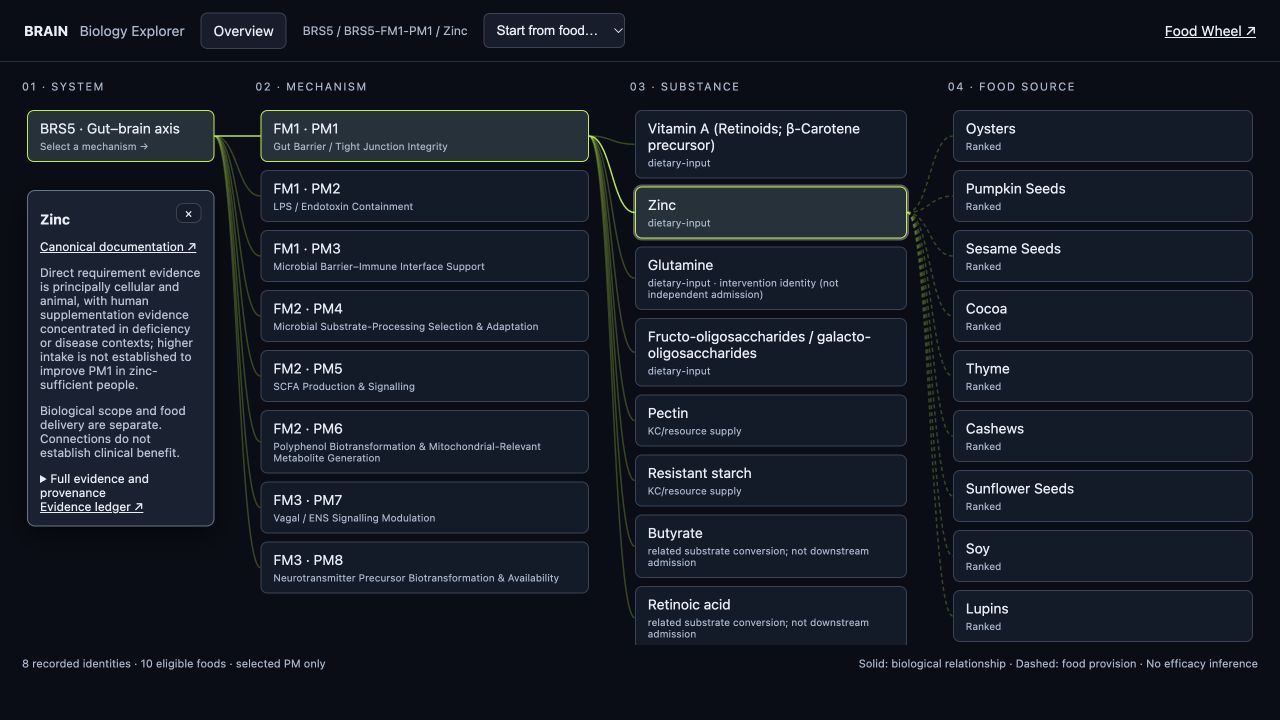 BRAIN Biology Explorer Overview BRS5 / BRS5-FM1-PM1 / Zinc Start from food... Food Wheel ↗
01 · SYSTEM
BRS5 · Gut–brain axis
Select a mechanism →
Zinc
×
Canonical documentation ↗
Direct requirement evidence
is principally cellular and
animal, with human
supplementation evidence
concentrated in deficiency
or disease contexts; higher
intake is not established to
improve PM1 in zinc-
sufficient people.
Biological scope and food
delivery are separate.
Connections do not
establish clinical benefit.
▶ Full evidence and
provenance
Evidence ledger ↗
02 · MECHANISM
FM1 · PM1
Gut Barrier / Tight Junction Integrity
FM1 · PM2
LPS / Endotoxin Containment
FM1 · PM3
Microbial Barrier–Immune Interface Support
FM2 · PM4
Microbial Substrate-Processing Selection & Adaptation
FM2 · PM5
SCFA Production & Signalling
FM2 · PM6
Polyphenol Biotransformation & Mitochondrial-Relevant
Metabolite Generation
FM3 · PM7
Vagal / ENS Signalling Modulation
FM3 · PM8
Neurotransmitter Precursor Biotransformation & Availability
03 · SUBSTANCE
Vitamin A (Retinoids; β-Carotene
precursor)
dietary-input
Zinc
dietary-input
Glutamine
dietary-input · intervention identity (not
independent admission)
Fructo-oligosaccharides / galacto-
oligosaccharides
dietary-input
Pectin
KC/resource supply
Resistant starch
KC/resource supply
Butyrate
related substrate conversion; not downstream
admission
Retinoic acid
related substrate conversion; not downstream
admission
04 · FOOD SOURCE
Oysters
Ranked
Pumpkin Seeds
Ranked
Sesame Seeds
Ranked
Cocoa
Ranked
Thyme
Ranked
Cashews
Ranked
Sunflower Seeds
Ranked
Soy
Ranked
Lupins
Ranked
8 recorded identities · 10 eligible foods · selected PM only
Solid: biological relationship · Dashed: food provision · No efficacy inference